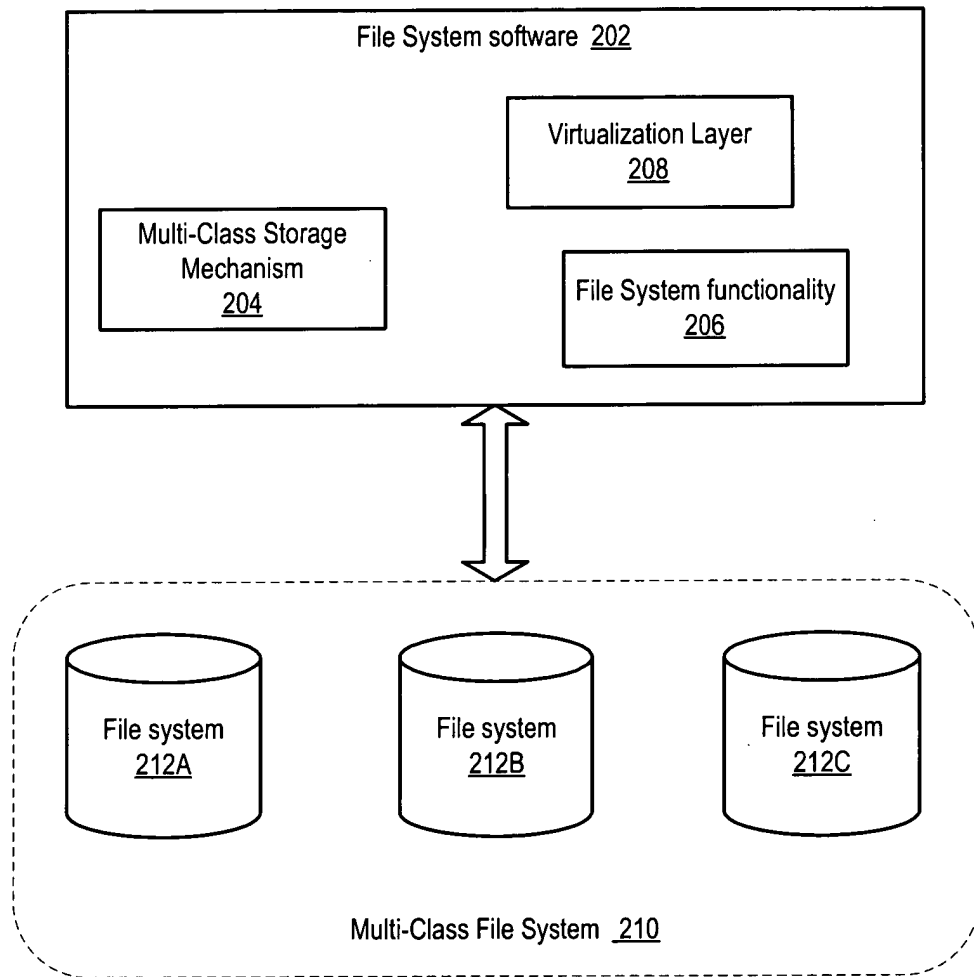 File System software 202
Virtualization Layer
208
Multi-Class Storage
Mechanism
204
File System functionality
206
File system
212A
File system
212B
File system
212C
Multi-Class File System 210